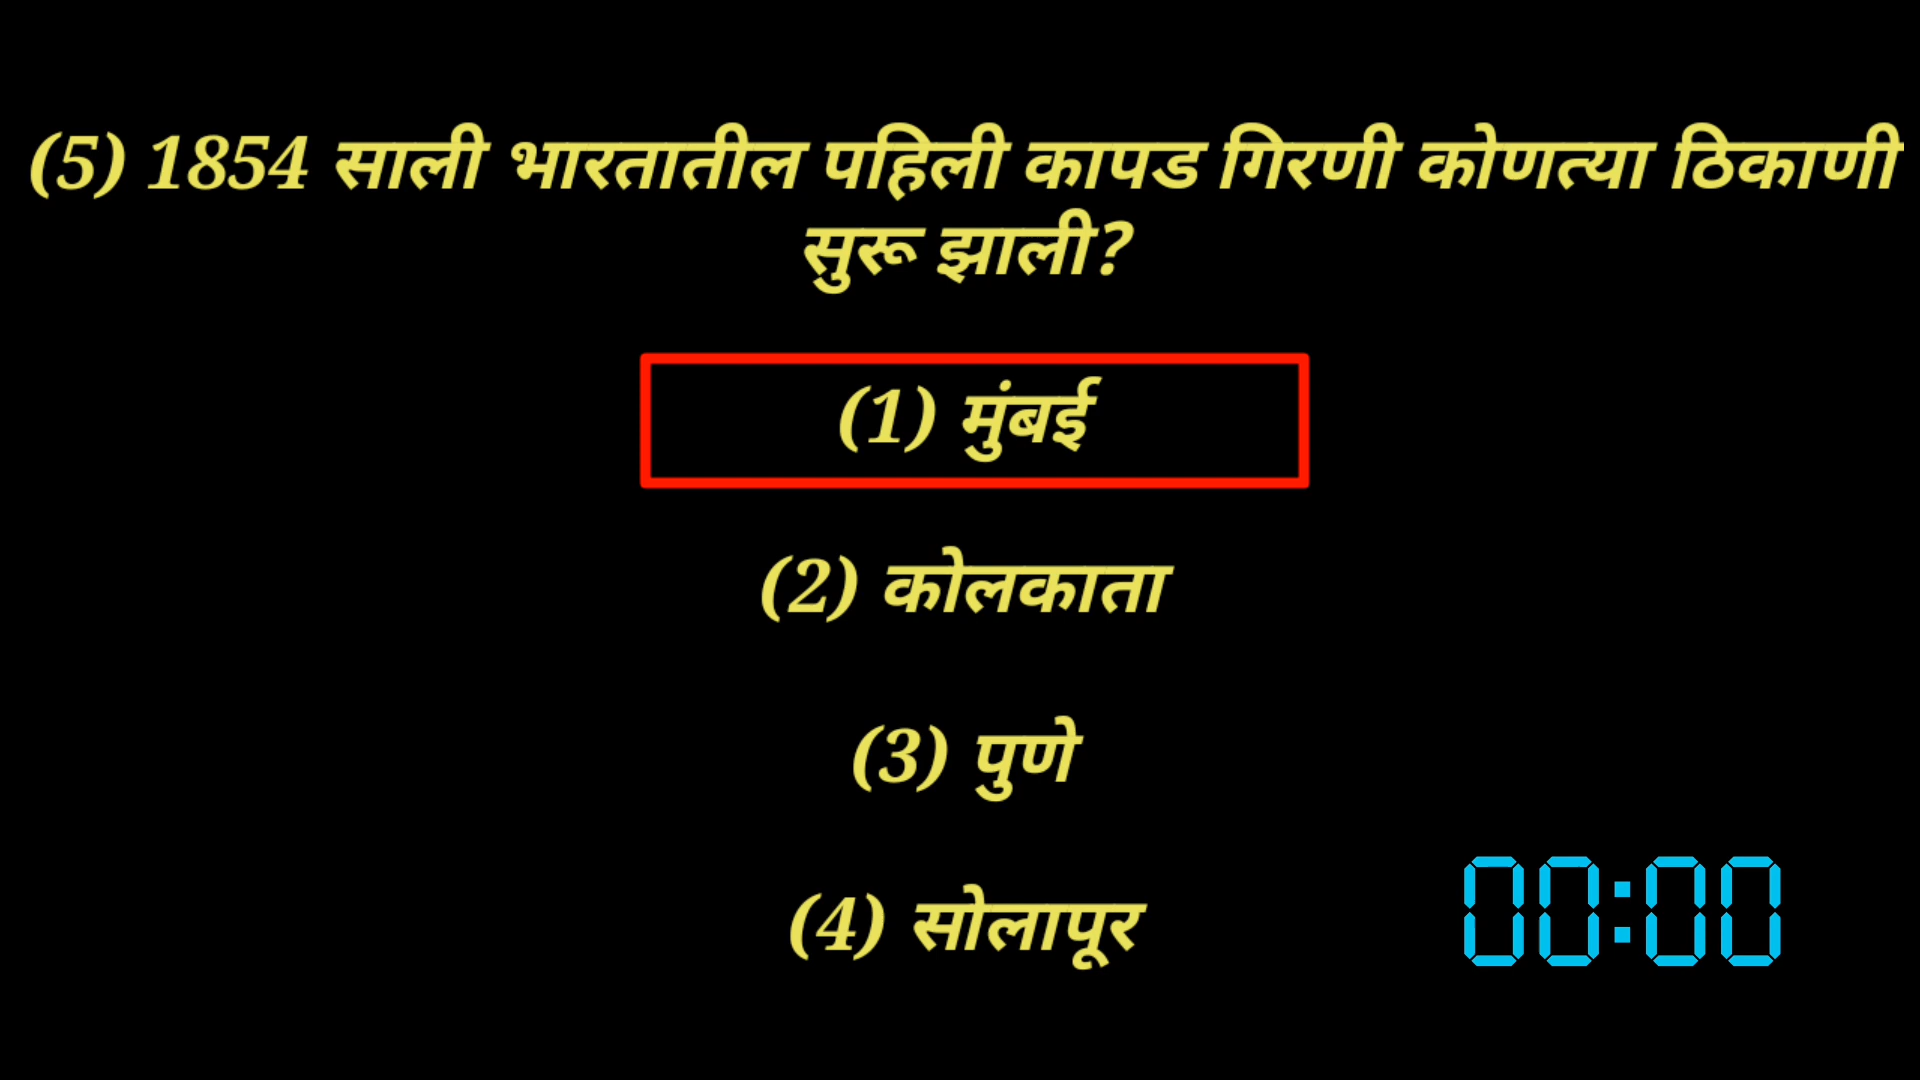 (5) 1854 साली भारतातील पहिली कापड गिरणी कोणत्या ठिकाणी
सुरू झाली?
(1) मुंबई
(2) कोलकाता
(3) पुणे
(4) सोलापूर
00:00